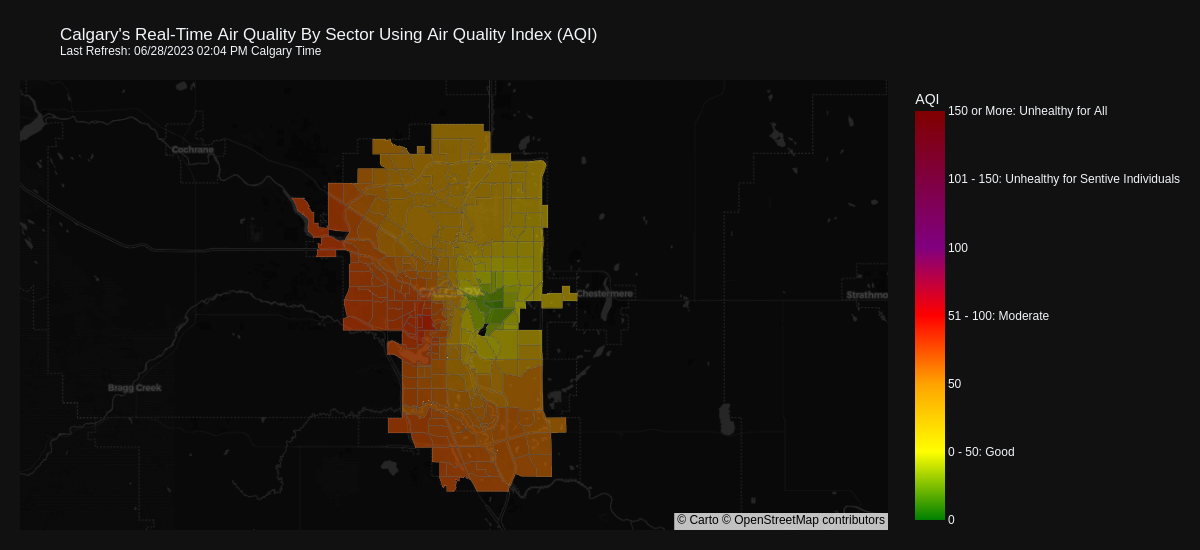 Calgary's Real-Time Air Quality By Sector Using Air Quality Index (AQI)
Last Refresh: 06/28/2023 02:04 PM Calgary Time
AQI
150 or More: Unhealthy for All
Cochrane
101 - 150: Unhealthy for Sentive Individuals
100
CALGARY
Chestermere
Strathmo
51 - 100: Moderate
50
Bragg Creek
0 - 50: Good
© Carto © OpenStreetMap contributors
0